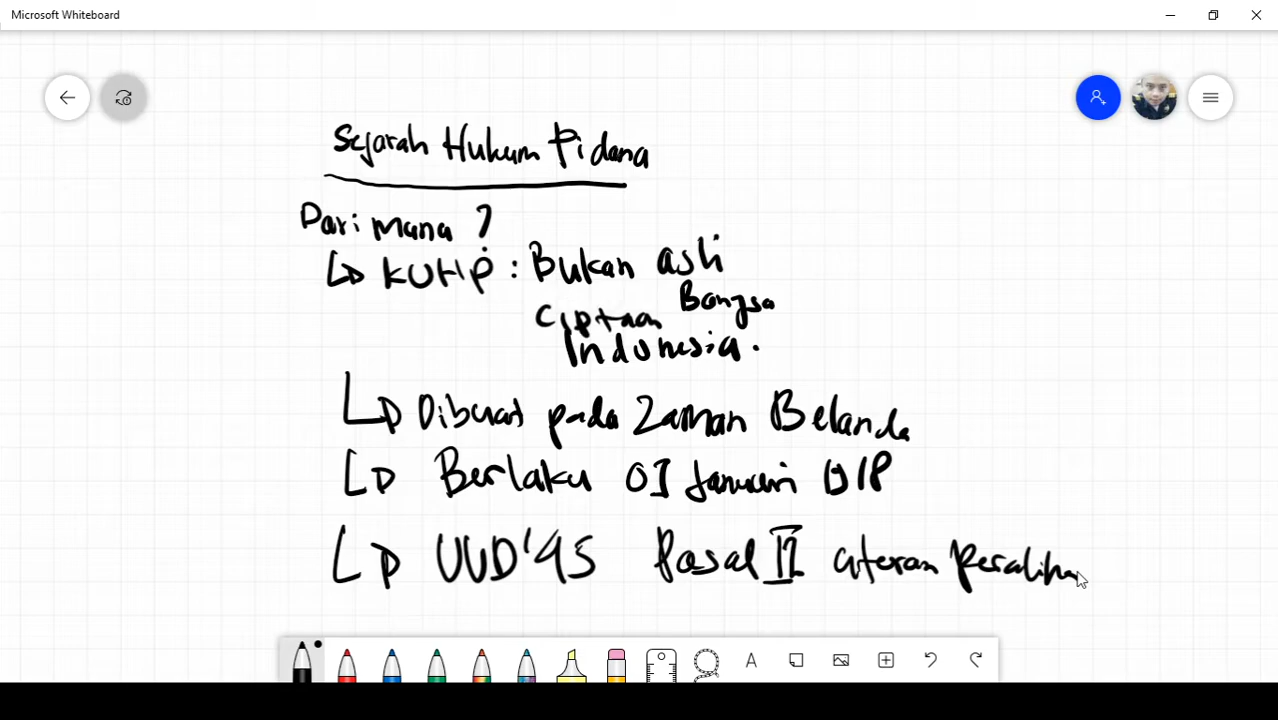 Microsoft Whiteboard
Sejarah Hukum Pidana
Dari Mana ?
KUHP : Bukan asli
Ciptaan Bangsa
Indonesia.
Dibuat pada Zaman Belanda
Berlaku 01 Januari 1918
UUD'45 Pasal II aturan Peraliha
A